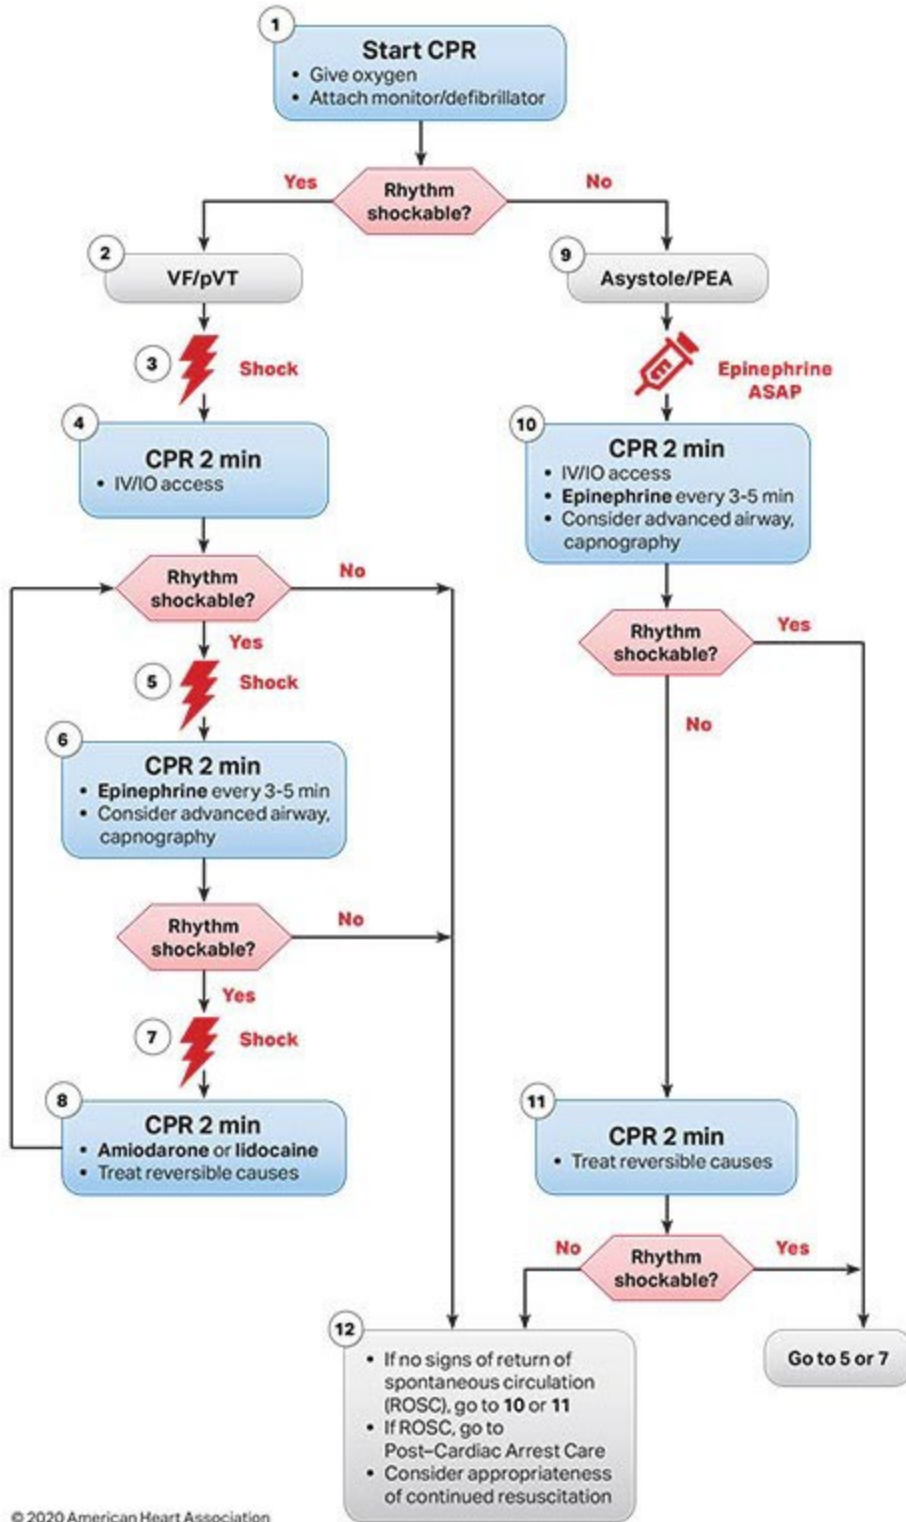 1
Start CPR
• Give oxygen
• Attach monitor/defibrillator
Rhythm
shockable?
Yes
No
2
VF/pVT
3
Shock
4
CPR 2 min
• IV/IO access
Rhythm
shockable?
No
Yes
5
Shock
6
CPR 2 min
• Epinephrine every 3-5 min
• Consider advanced airway,
capnography
Rhythm
shockable?
No
Yes
7
Shock
8
CPR 2 min
• Amiodarone or lidocaine
• Treat reversible causes
9
Asystole/PEA
Epinephrine
ASAP
10
CPR 2 min
• IV/IO access
• Epinephrine every 3-5 min
• Consider advanced airway,
capnography
Rhythm
shockable?
Yes
No
11
CPR 2 min
• Treat reversible causes
Rhythm
shockable?
No
Yes
12
• If no signs of return of
spontaneous circulation
(ROSC), go to 10 or 11
• If ROSC, go to
Post–Cardiac Arrest Care
• Consider appropriateness
of continued resuscitation
Go to 5 or 7
© 2020 American Heart Association